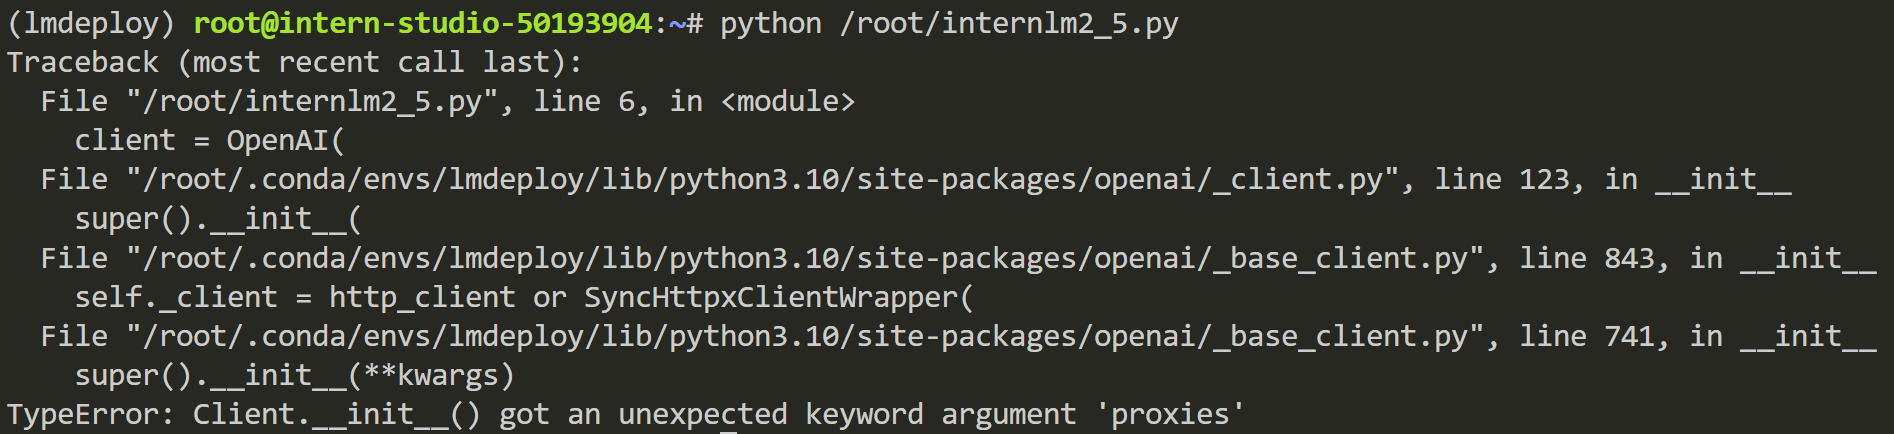 (lmdeploy) root@intern-studio-50193904:~# python /root/internlm2_5.py
Traceback (most recent call last):
  File "/root/internlm2_5.py", line 6, in <module>
    client = OpenAI(
  File "/root/.conda/envs/lmdeploy/lib/python3.10/site-packages/openai/_client.py", line 123, in __init__
    super().__init__(
  File "/root/.conda/envs/lmdeploy/lib/python3.10/site-packages/openai/_base_client.py", line 843, in __init__
    self._client = http_client or SyncHttpxClientWrapper(
  File "/root/.conda/envs/lmdeploy/lib/python3.10/site-packages/openai/_base_client.py", line 741, in __init__
    super().__init__(**kwargs)
TypeError: Client.__init__() got an unexpected keyword argument 'proxies'